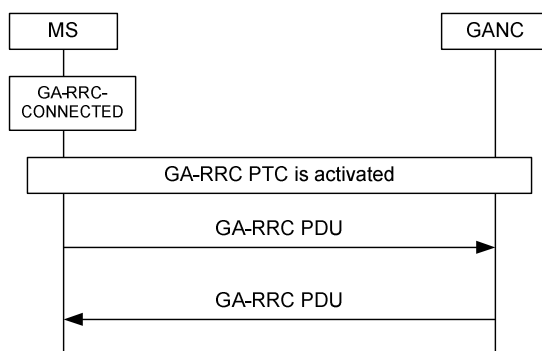 MS
GANC
GA-RRC-
CONNECTED
GA-RRC PTC is activated
GA-RRC PDU
GA-RRC PDU